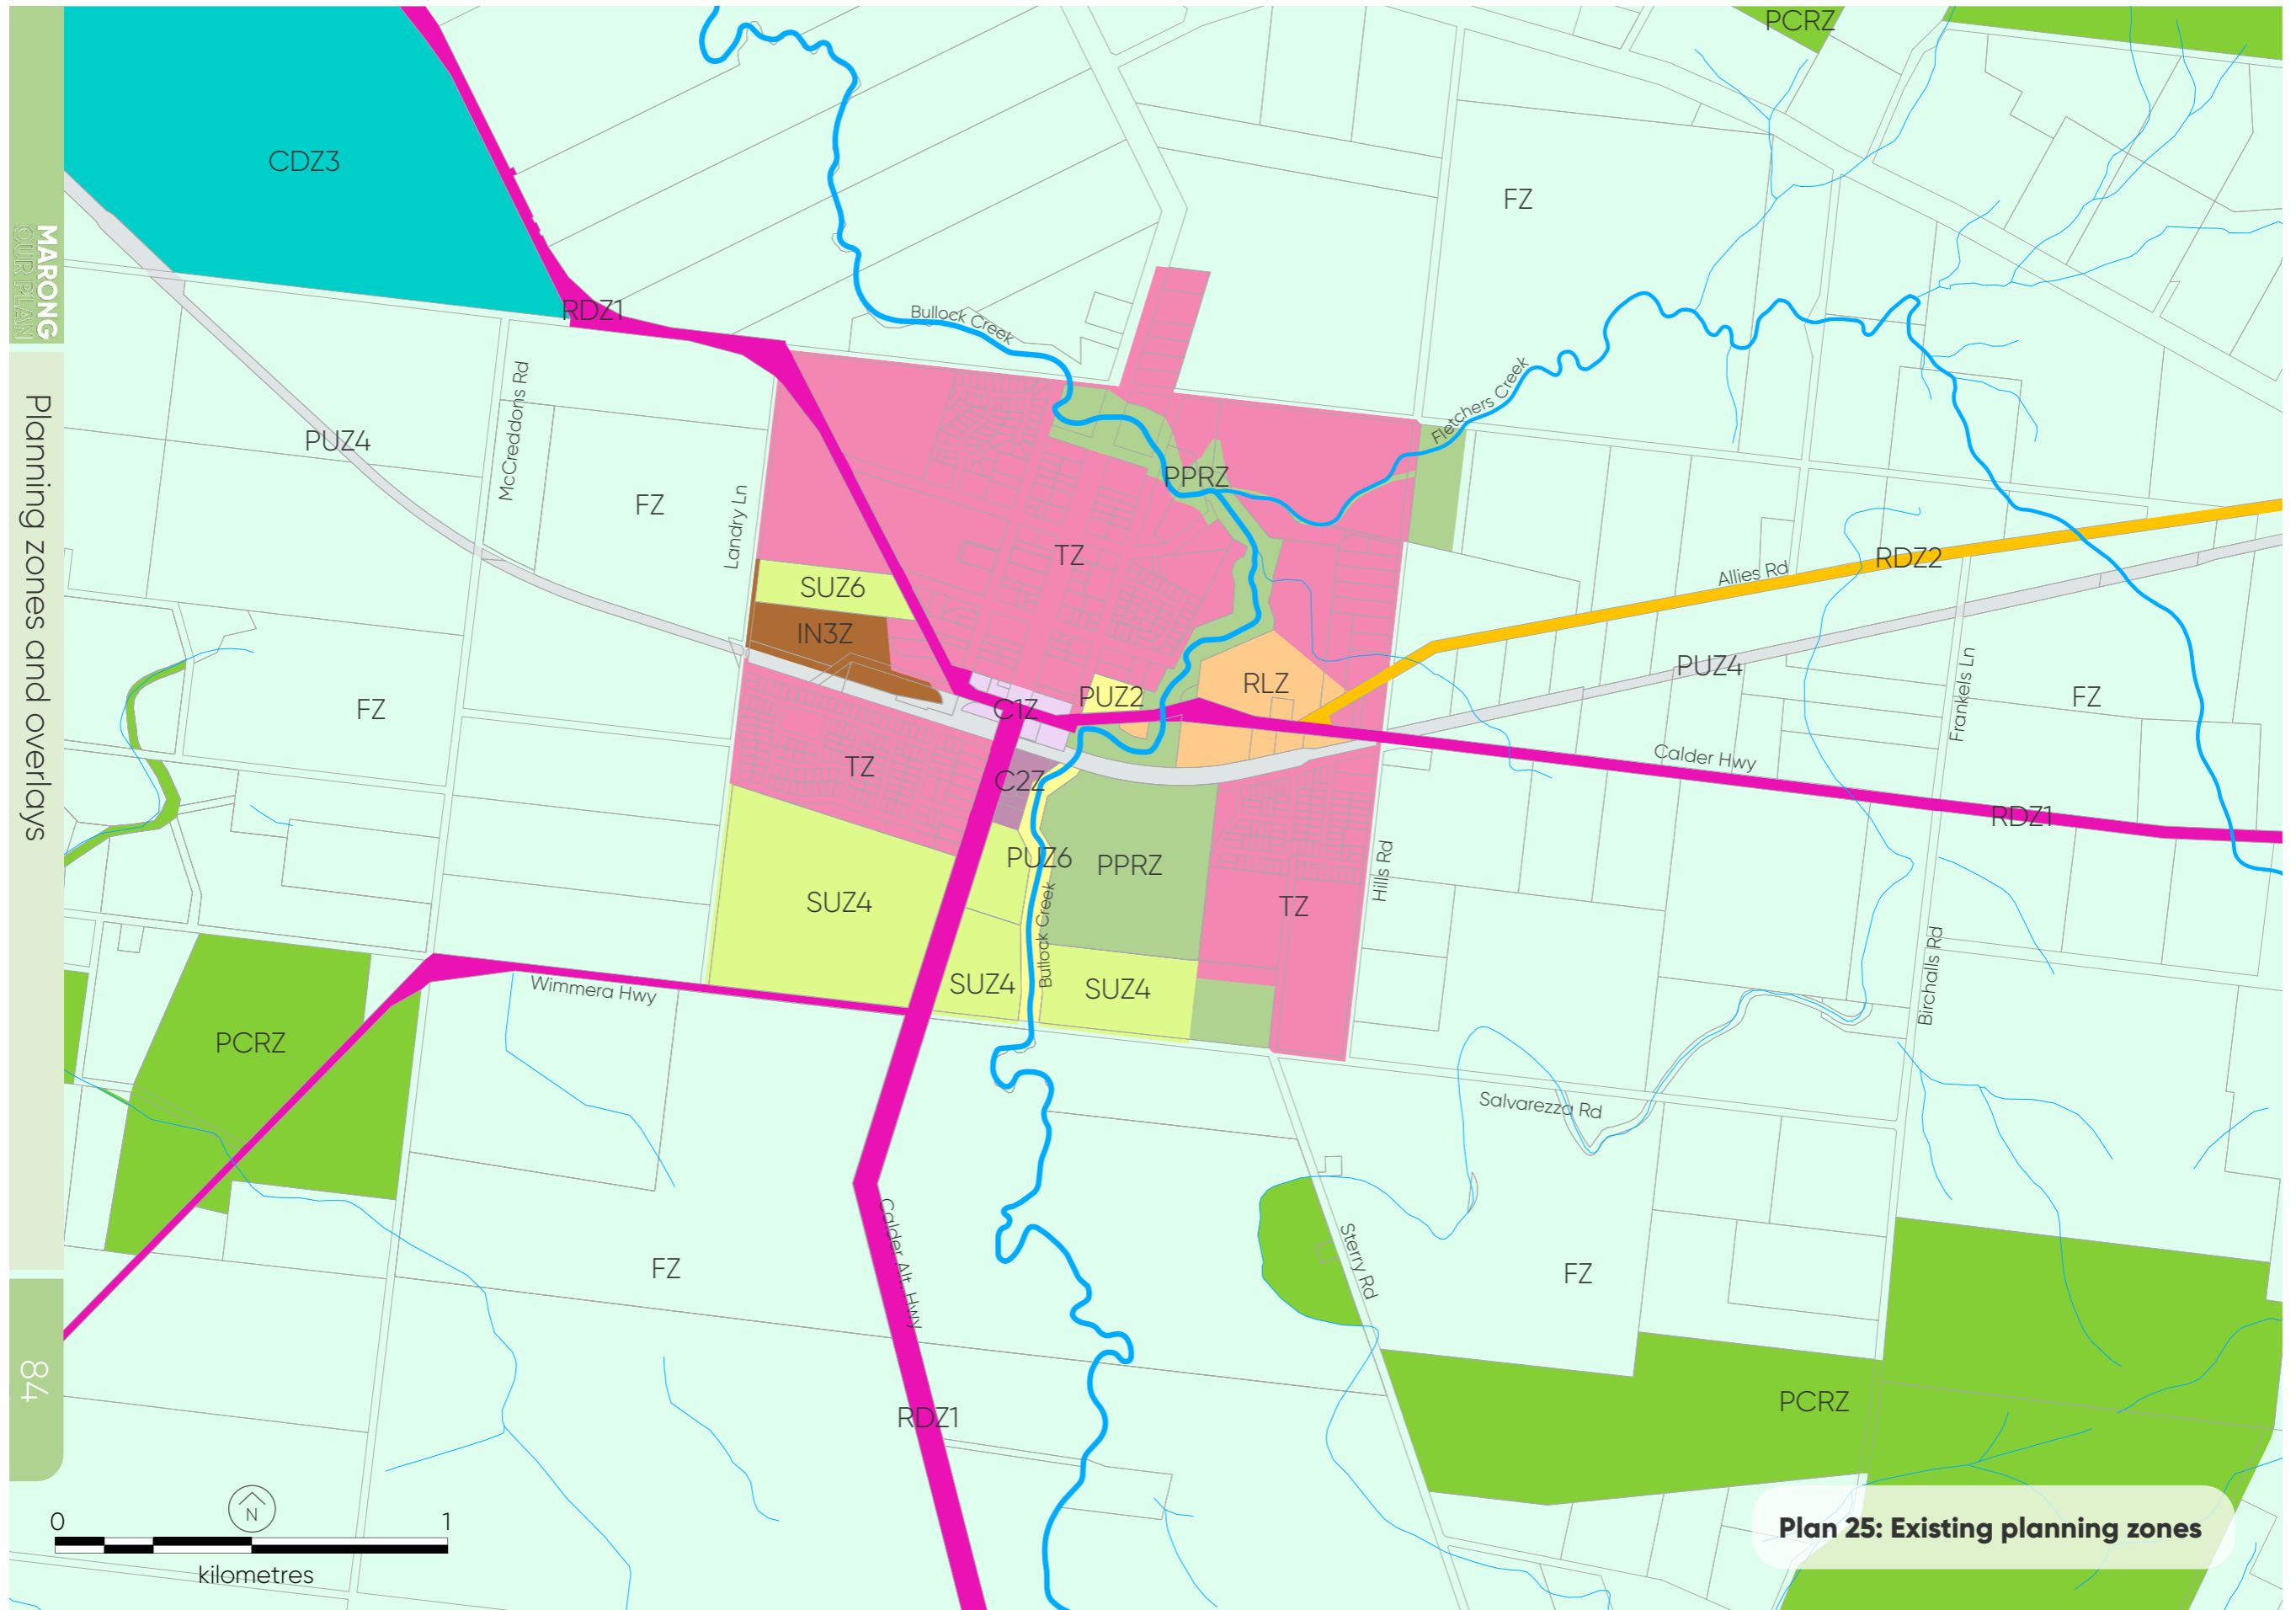 MARONG
OUR PLAN
Planning zones and overlays
84
PCRZ
CDZ3
FZ
RDZ1
Bullock Creek
McCreddons Rd
Fletchers Creek
PUZ4
PPRZ
FZ
Landry Ln
TZ
RDZ2
Allies Rd
SUZ6
IN3Z
PUZ4
RLZ
PUZ2
FZ
Frankels Ln
FZ
C1Z
Calder Hwy
TZ
C2Z
RDZ1
PUZ6
PPRZ
Hills Rd
SUZ4
TZ
Bullock Creek
Birchalls Rd
SUZ4
SUZ4
Wimmera Hwy
PCRZ
Salvarezza Rd
Calder Alt. Hwy
Sterry Rd
FZ
FZ
PCRZ
RDZ1
N
0 1
kilometres
Plan 25: Existing planning zones